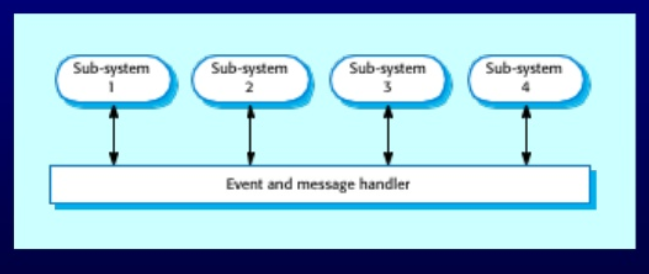 Sub-system
1
Sub-system
2
Sub-system
3
Sub-system
4
Event and message handler